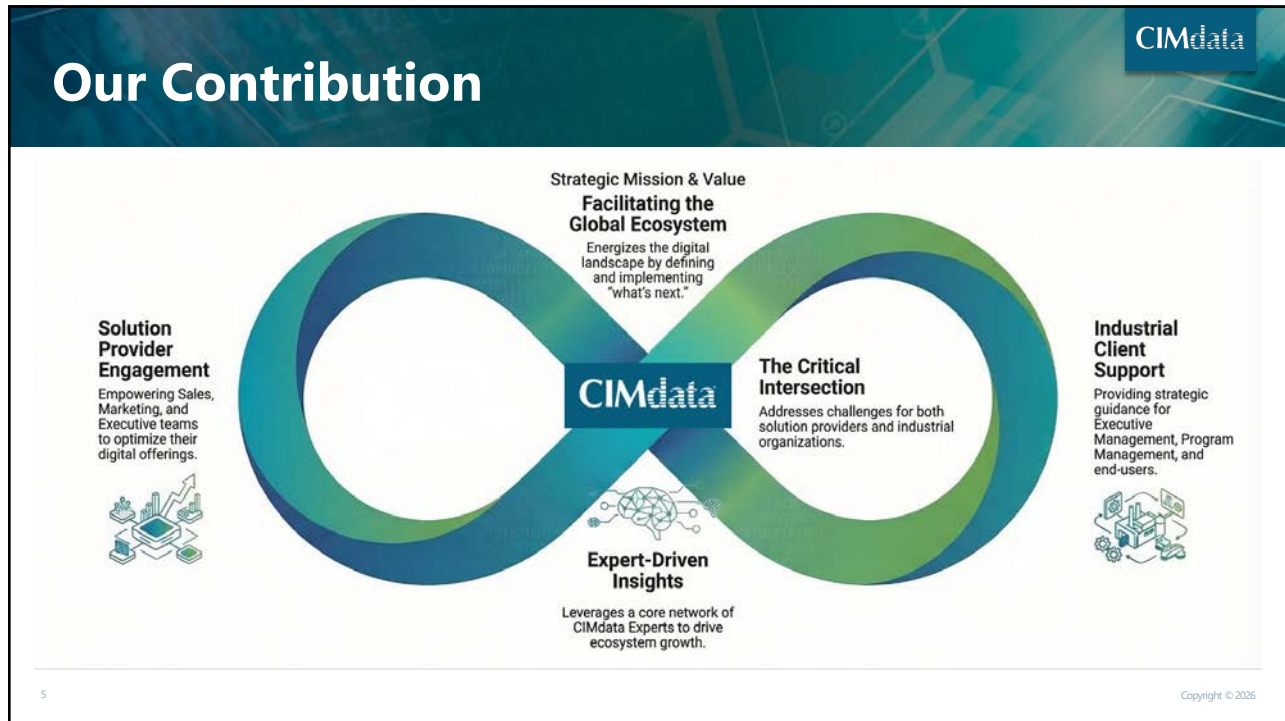 CIMdata
Our Contribution
Strategic Mission & Value
Facilitating the
Global Ecosystem
Energizes the digital
landscape by defining
and implementing
"what's next."
Solution
Provider
Engagement
Empowering Sales,
Marketing, and
Executive teams
to optimize their
digital offerings.
CIMdata
The Critical
Intersection
Addresses challenges for both
solution providers and industrial
organizations.
Industrial
Client
Support
Providing strategic
guidance for
Executive
Management, Program
Management, and
end-users.
Expert-Driven
Insights
Leverages a core network of
CIMdata Experts to drive
ecosystem growth.
5
Copyright © 2026